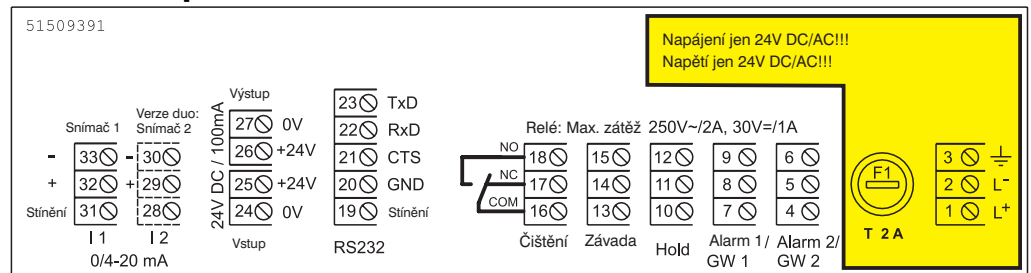 51509391
Napájení jen 24V DC/AC!!!
Napětí jen 24V DC/AC!!!
Snímač 1
Verze duo:
Snímač 2
- 33 - 30
+ 32 + 29
Stínění 31 28
I 1 I 2
0/4-20 mA
24V DC / 100mA
Výstup
27 0V
26 +24V
25 +24V
24 0V
Vstup
23 TxD
22 RxD
21 CTS
20 GND
19 Stínění
RS232
Relé: Max. zátěž 250V~/2A, 30V=/1A
NO 18 15 12 9 6
NC 17 14 11 8 5
COM 16 13 10 7 4
Čištění Závada Hold Alarm 1/ Alarm 2/
GW 1 GW 2
F1
T 2 A
3
2 L-
1 L+